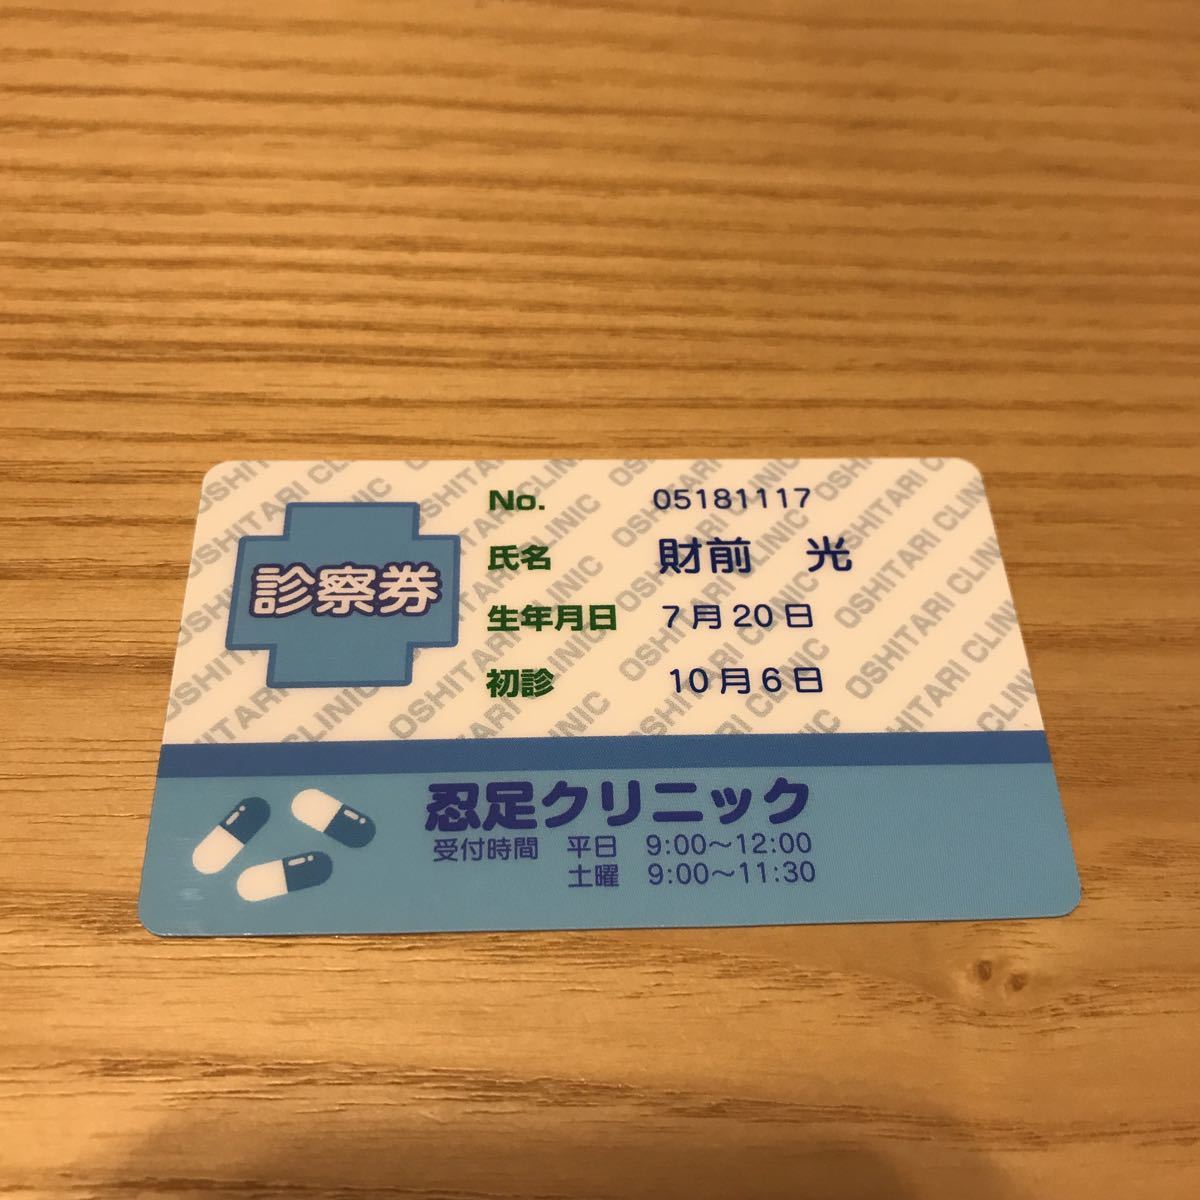 診察券
No. 05181117
氏名 財前 光
生年月日 7月20日
初診 10月6日
忍足クリニック
受付時間 平日 9:00～12:00
土曜 9:00～11:30
OSHITARI CLINIC